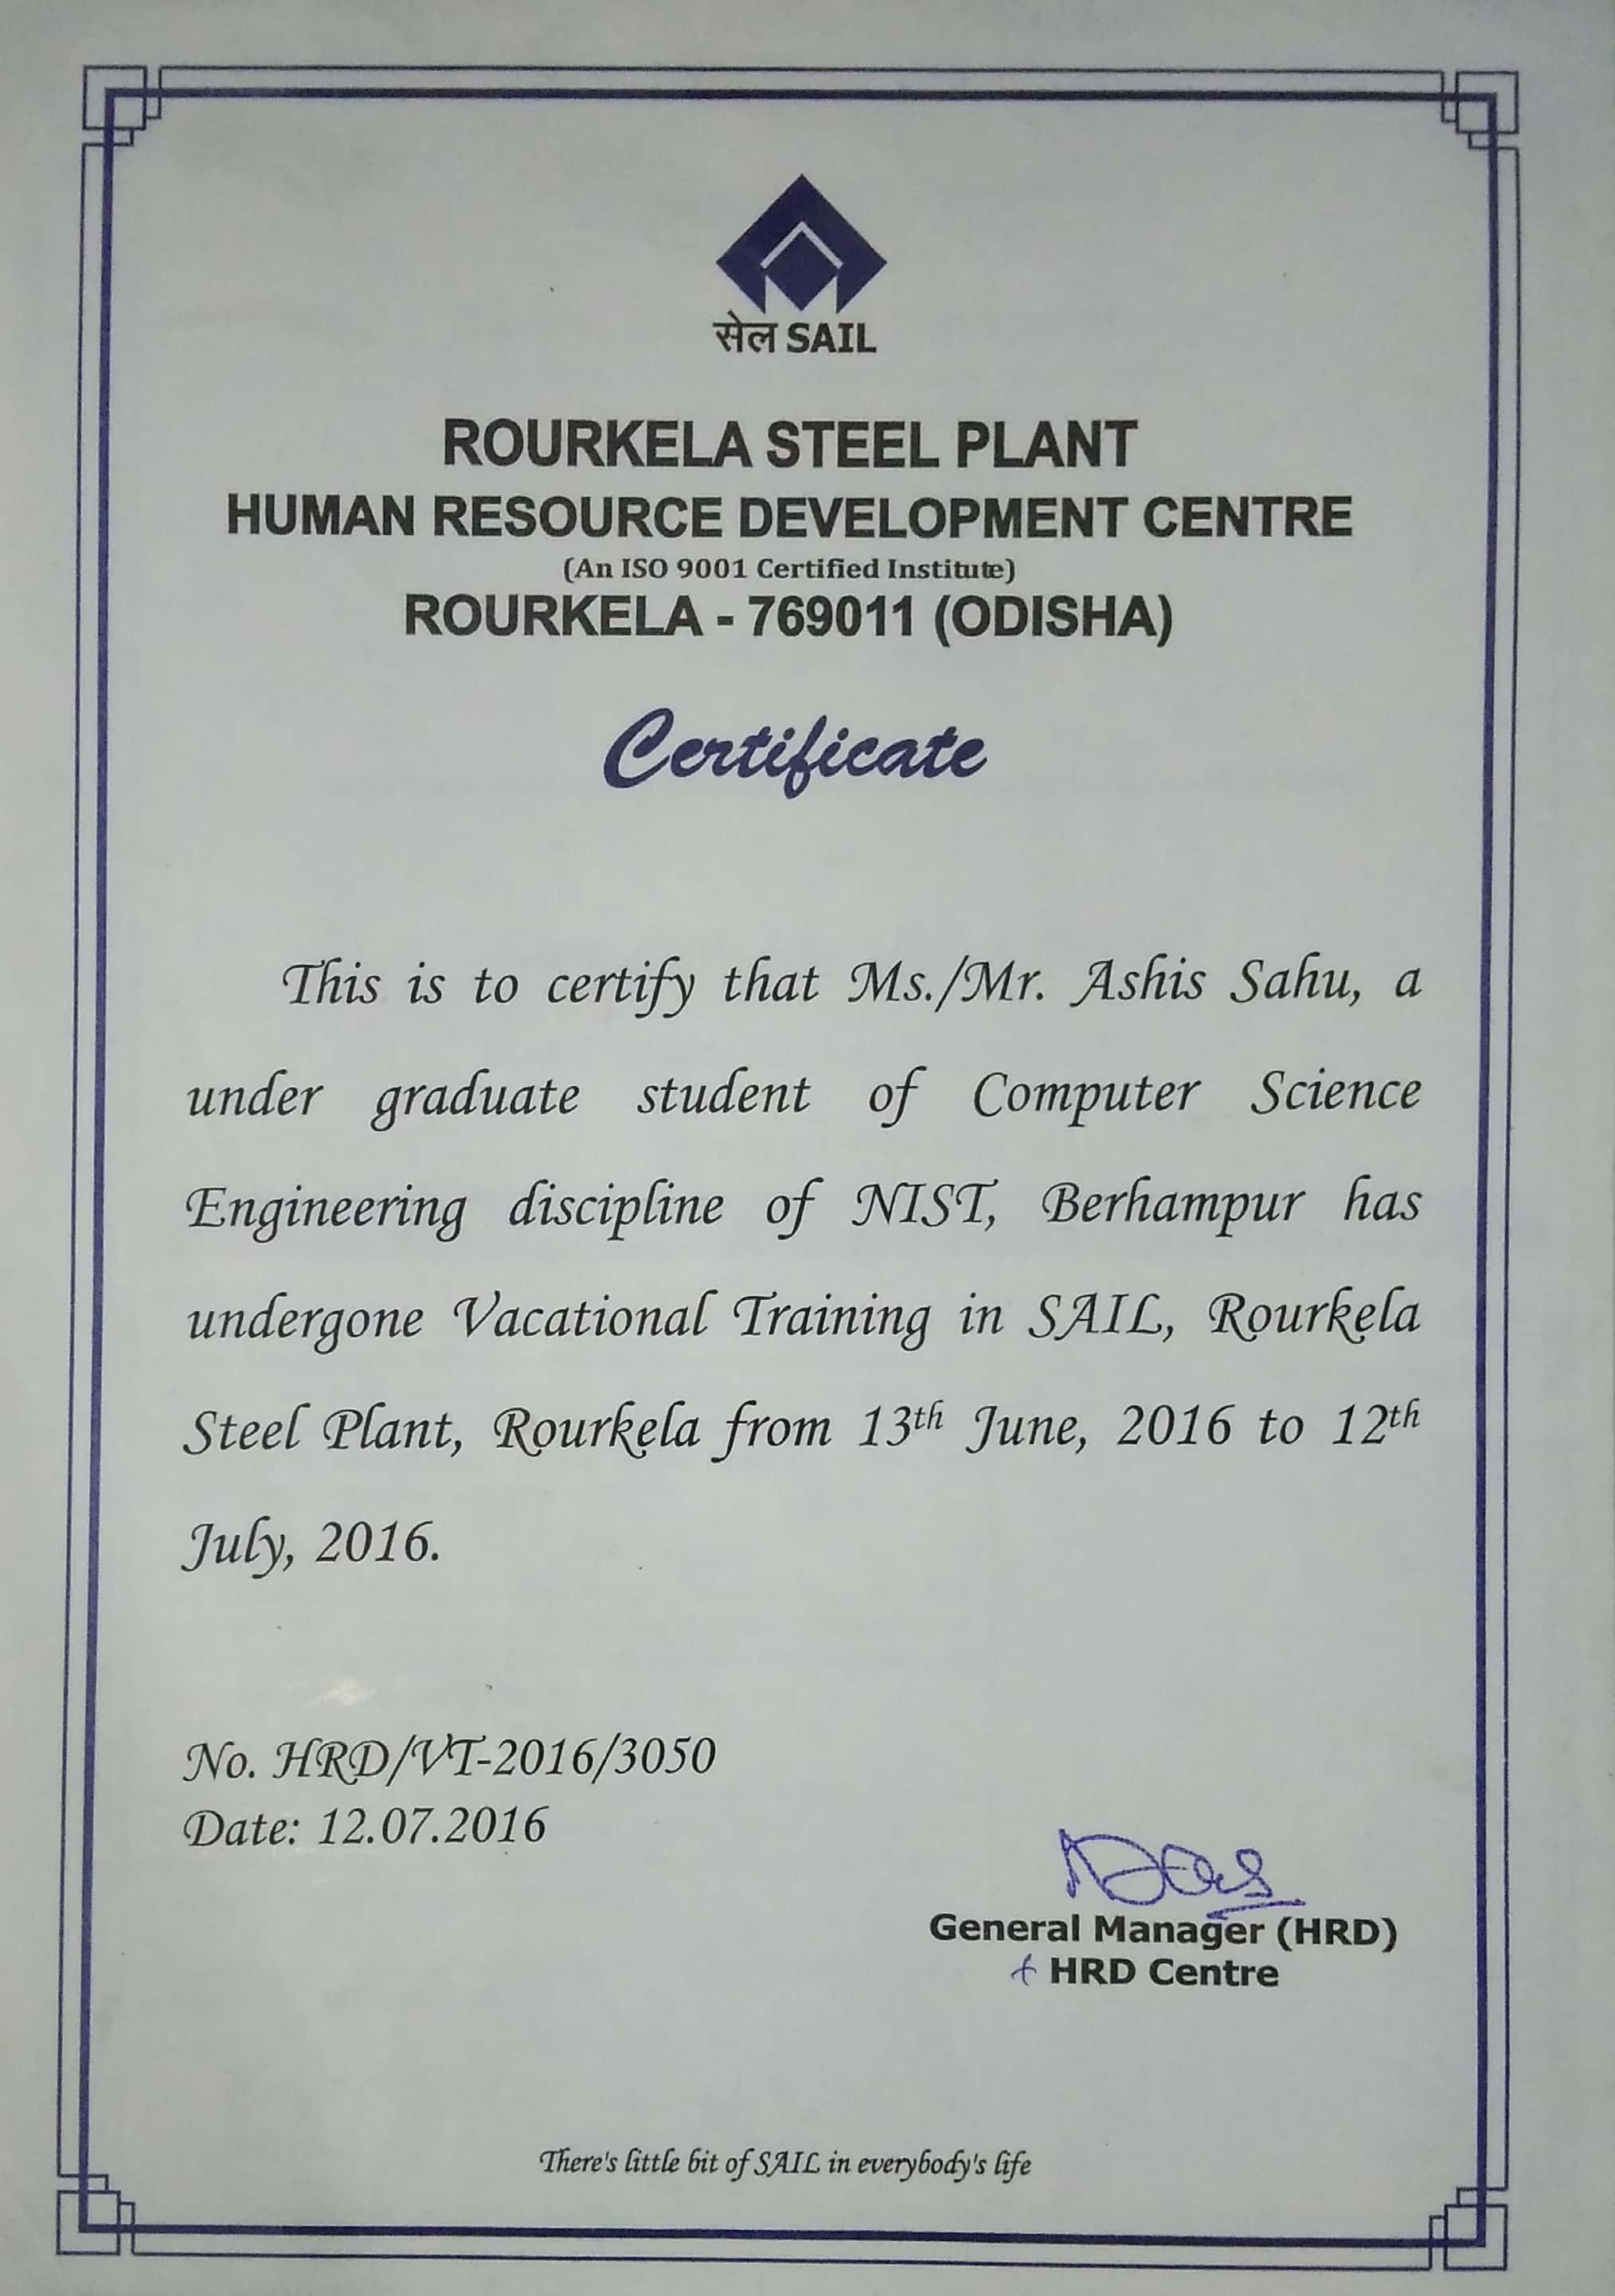 सेल SAIL
ROURKELA STEEL PLANT
HUMAN RESOURCE DEVELOPMENT CENTRE
(An ISO 9001 Certified Institute)
ROURKELA - 769011 (ODISHA)
Certificate
This is to certify that Ms./Mr. Ashis Sahu, a
under graduate student of Computer Science
Engineering discipline of NIST, Berhampur has
undergone Vacational Training in SAIL, Rourkela
Steel Plant, Rourkela from 13th June, 2016 to 12th
July, 2016.
No. HRD/VT-2016/3050
Date: 12.07.2016
General Manager (HRD)
HRD Centre
There's little bit of SAIL in everybody's life